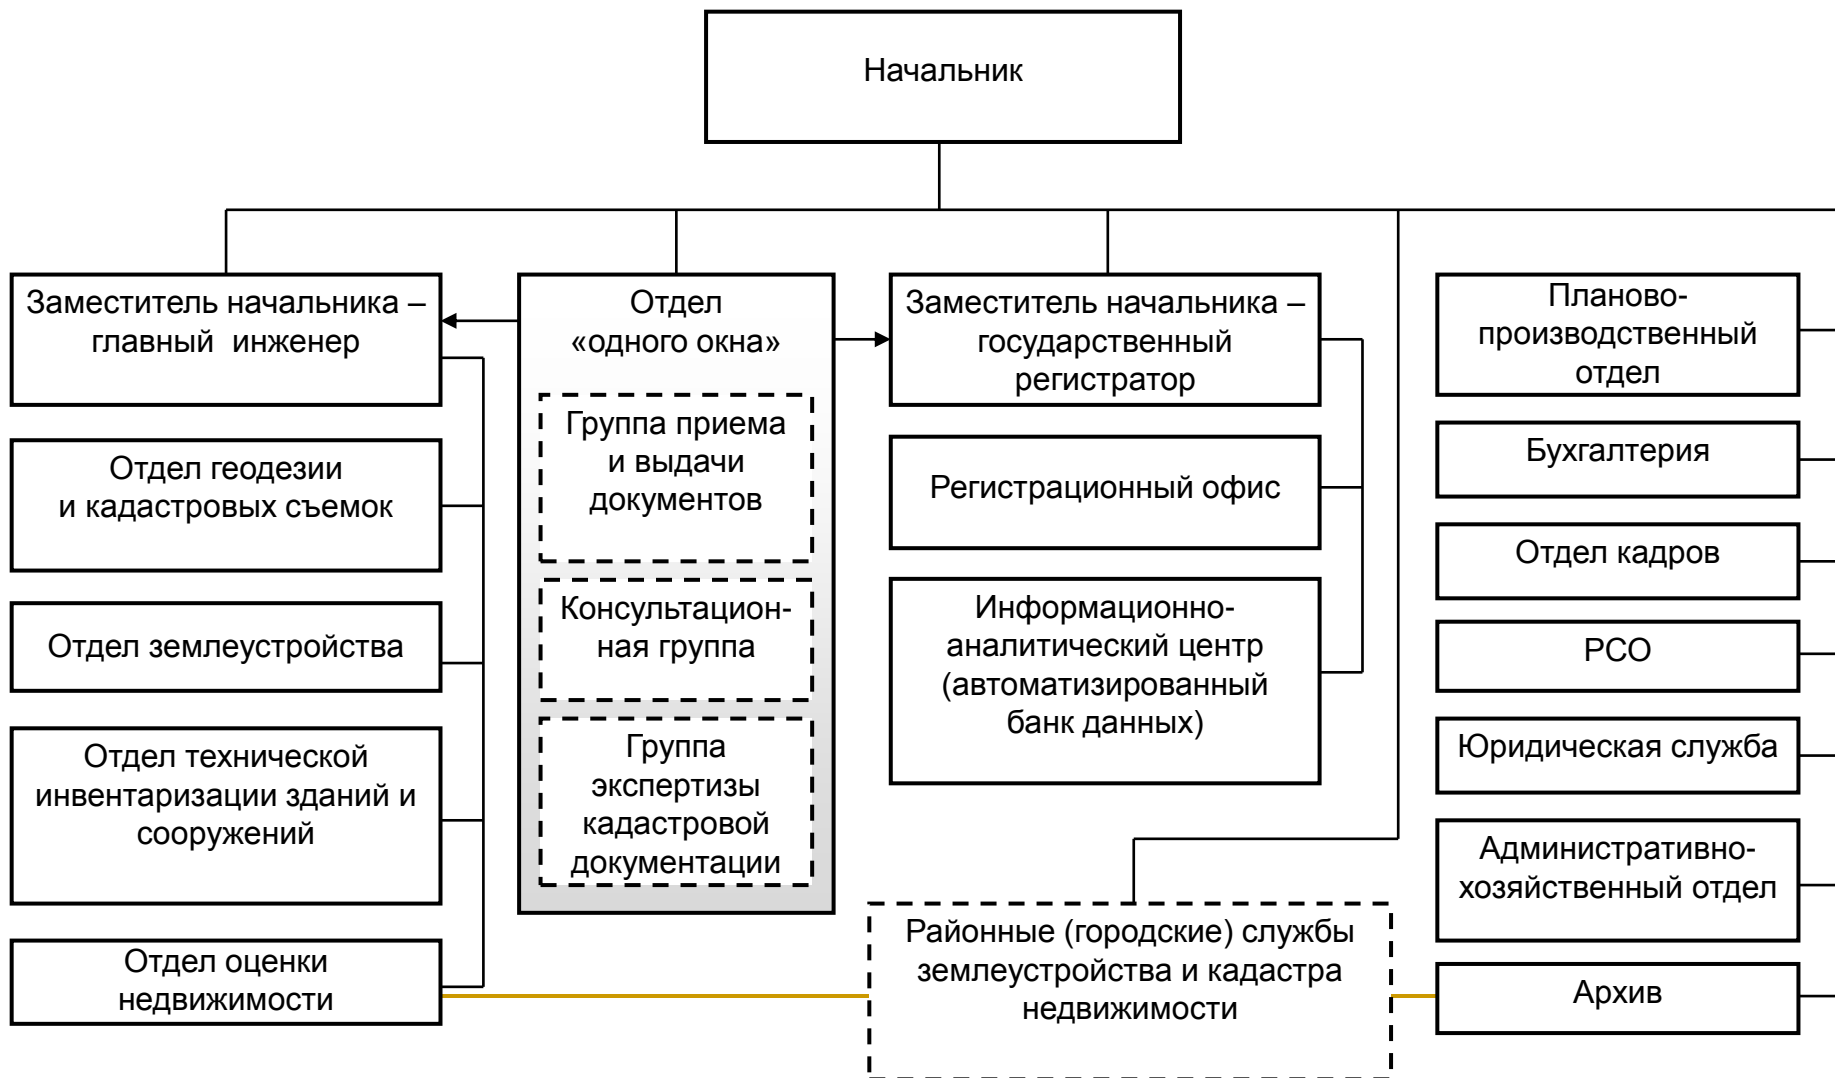 Начальник
Заместитель начальника –
главный инженер
Отдел геодезии
и кадастровых съемок
Отдел землеустройства
Отдел технической
инвентаризации зданий и
сооружений
Отдел оценки
недвижимости
Отдел
«одного окна»
Группа приема
и выдачи
документов
Консультацион-
ная группа
Группа
экспертизы
кадастровой
документации
Заместитель начальника –
государственный
регистратор
Регистрационный офис
Информационно-
аналитический центр
(автоматизированный
банк данных)
Районные (городские) службы
землеустройства и кадастра
недвижимости
Планово-
производственный
отдел
Бухгалтерия
Отдел кадров
РСО
Юридическая служба
Административно-
хозяйственный отдел
Архив